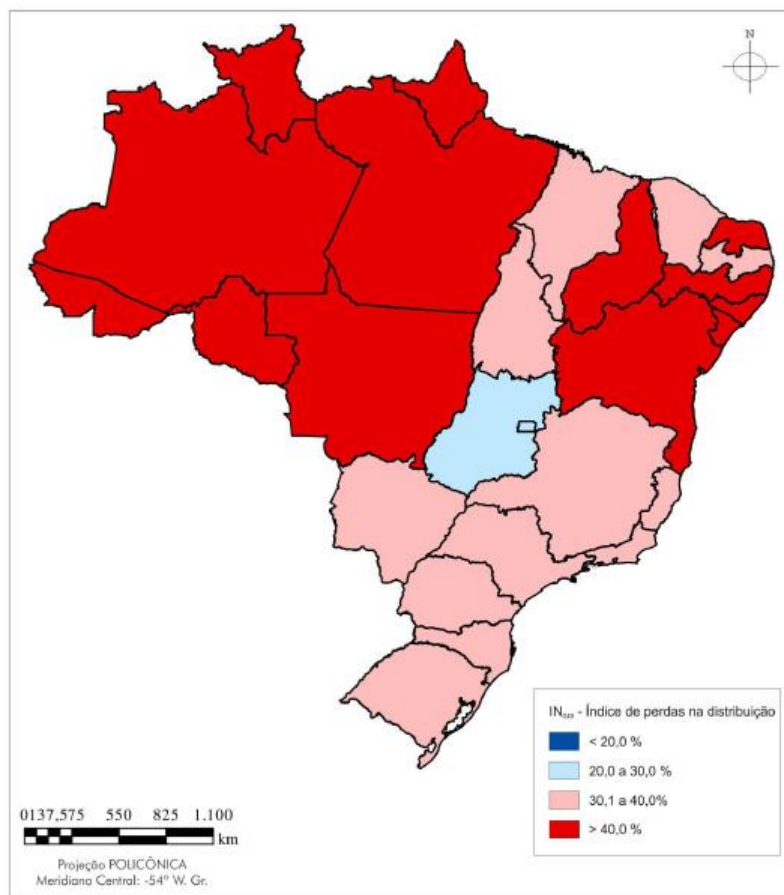 N
IN₀₄₉ - Índice de perdas na distribuição
< 20,0 %
20,0 a 30,0 %
30,1 a 40,0%
> 40,0 %
0137,575 550 825 1.100
km
Projeção POLICÔNICA
Meridiano Central: -54º W. Gr.